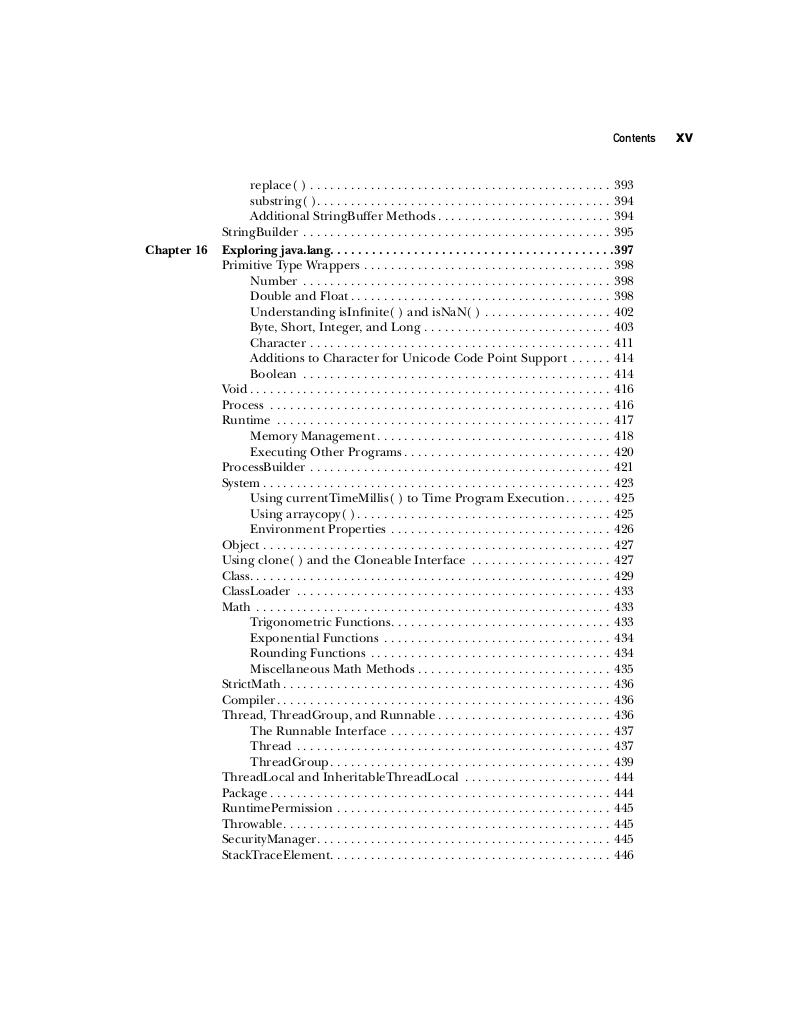 Contents XV
replace( ) . . . . . . . . . . . . . . . . . . . . . . . . . . . . . . . . . . . . . . . . . . . . . 393
substring( ). . . . . . . . . . . . . . . . . . . . . . . . . . . . . . . . . . . . . . . . . . . . 394
Additional StringBuffer Methods . . . . . . . . . . . . . . . . . . . . . . . . . . 394
StringBuilder . . . . . . . . . . . . . . . . . . . . . . . . . . . . . . . . . . . . . . . . . . . . . . 395
Chapter 16 Exploring java.lang. . . . . . . . . . . . . . . . . . . . . . . . . . . . . . . . . . . . . . . . . .397
Primitive Type Wrappers . . . . . . . . . . . . . . . . . . . . . . . . . . . . . . . . . . . . . 398
Number . . . . . . . . . . . . . . . . . . . . . . . . . . . . . . . . . . . . . . . . . . . . . . 398
Double and Float . . . . . . . . . . . . . . . . . . . . . . . . . . . . . . . . . . . . . . . 398
Understanding isInfinite( ) and isNaN( ) . . . . . . . . . . . . . . . . . . . 402
Byte, Short, Integer, and Long . . . . . . . . . . . . . . . . . . . . . . . . . . . . 403
Character . . . . . . . . . . . . . . . . . . . . . . . . . . . . . . . . . . . . . . . . . . . . . 411
Additions to Character for Unicode Code Point Support . . . . . . 414
Boolean . . . . . . . . . . . . . . . . . . . . . . . . . . . . . . . . . . . . . . . . . . . . . . 414
Void . . . . . . . . . . . . . . . . . . . . . . . . . . . . . . . . . . . . . . . . . . . . . . . . . . . . . . 416
Process . . . . . . . . . . . . . . . . . . . . . . . . . . . . . . . . . . . . . . . . . . . . . . . . . . . 416
Runtime . . . . . . . . . . . . . . . . . . . . . . . . . . . . . . . . . . . . . . . . . . . . . . . . . . 417
Memory Management . . . . . . . . . . . . . . . . . . . . . . . . . . . . . . . . . . . 418
Executing Other Programs . . . . . . . . . . . . . . . . . . . . . . . . . . . . . . . 420
ProcessBuilder . . . . . . . . . . . . . . . . . . . . . . . . . . . . . . . . . . . . . . . . . . . . . 421
System . . . . . . . . . . . . . . . . . . . . . . . . . . . . . . . . . . . . . . . . . . . . . . . . . . . . 423
Using currentTimeMillis( ) to Time Program Execution. . . . . . . 425
Using arraycopy( ) . . . . . . . . . . . . . . . . . . . . . . . . . . . . . . . . . . . . . . 425
Environment Properties . . . . . . . . . . . . . . . . . . . . . . . . . . . . . . . . . 426
Object . . . . . . . . . . . . . . . . . . . . . . . . . . . . . . . . . . . . . . . . . . . . . . . . . . . . 427
Using clone( ) and the Cloneable Interface . . . . . . . . . . . . . . . . . . . . . 427
Class. . . . . . . . . . . . . . . . . . . . . . . . . . . . . . . . . . . . . . . . . . . . . . . . . . . . . . 429
ClassLoader . . . . . . . . . . . . . . . . . . . . . . . . . . . . . . . . . . . . . . . . . . . . . . . 433
Math . . . . . . . . . . . . . . . . . . . . . . . . . . . . . . . . . . . . . . . . . . . . . . . . . . . . . 433
Trigonometric Functions. . . . . . . . . . . . . . . . . . . . . . . . . . . . . . . . . 433
Exponential Functions . . . . . . . . . . . . . . . . . . . . . . . . . . . . . . . . . . 434
Rounding Functions . . . . . . . . . . . . . . . . . . . . . . . . . . . . . . . . . . . . 434
Miscellaneous Math Methods . . . . . . . . . . . . . . . . . . . . . . . . . . . . . 435
StrictMath . . . . . . . . . . . . . . . . . . . . . . . . . . . . . . . . . . . . . . . . . . . . . . . . . 436
Compiler . . . . . . . . . . . . . . . . . . . . . . . . . . . . . . . . . . . . . . . . . . . . . . . . . . 436
Thread, ThreadGroup, and Runnable . . . . . . . . . . . . . . . . . . . . . . . . . . 436
The Runnable Interface . . . . . . . . . . . . . . . . . . . . . . . . . . . . . . . . . 437
Thread . . . . . . . . . . . . . . . . . . . . . . . . . . . . . . . . . . . . . . . . . . . . . . . 437
ThreadGroup . . . . . . . . . . . . . . . . . . . . . . . . . . . . . . . . . . . . . . . . . . 439
ThreadLocal and InheritableThreadLocal . . . . . . . . . . . . . . . . . . . . . . 444
Package . . . . . . . . . . . . . . . . . . . . . . . . . . . . . . . . . . . . . . . . . . . . . . . . . . . 444
RuntimePermission . . . . . . . . . . . . . . . . . . . . . . . . . . . . . . . . . . . . . . . . . 445
Throwable. . . . . . . . . . . . . . . . . . . . . . . . . . . . . . . . . . . . . . . . . . . . . . . . . 445
SecurityManager. . . . . . . . . . . . . . . . . . . . . . . . . . . . . . . . . . . . . . . . . . . . 445
StackTraceElement. . . . . . . . . . . . . . . . . . . . . . . . . . . . . . . . . . . . . . . . . . 446